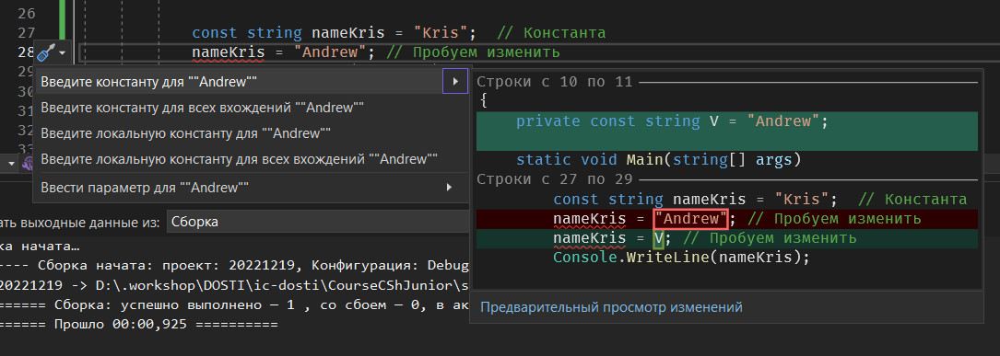 26
27 const string nameKris = "Kris";  // Константа
28 nameKris = "Andrew"; // Пробуем изменить
29
30
31
32
33
Введите константу для ""Andrew""
Введите константу для всех вхождений ""Andrew""
Введите локальную константу для ""Andrew""
Введите локальную константу для всех вхождений ""Andrew""
Ввести параметр для ""Andrew""
Строки с 10 по 11
{
private const string V = "Andrew";
static void Main(string[] args)
Строки с 27 по 29
const string nameKris = "Kris";  // Константа
nameKris = "Andrew"; // Пробуем изменить
nameKris = V; // Пробуем изменить
Console.WriteLine(nameKris);
Предварительный просмотр изменений
ать выходные данные из: Сборка
ка начата…
---- Сборка начата: проект: 20221219, Конфигурация: Debug
20221219 -> D:\.workshop\DOSTI\ic-dosti\CourseCShJunior\s
====== Сборка: успешно выполнено – 1 , со сбоем – 0, в ак
====== Прошло 00:00,925 ==========